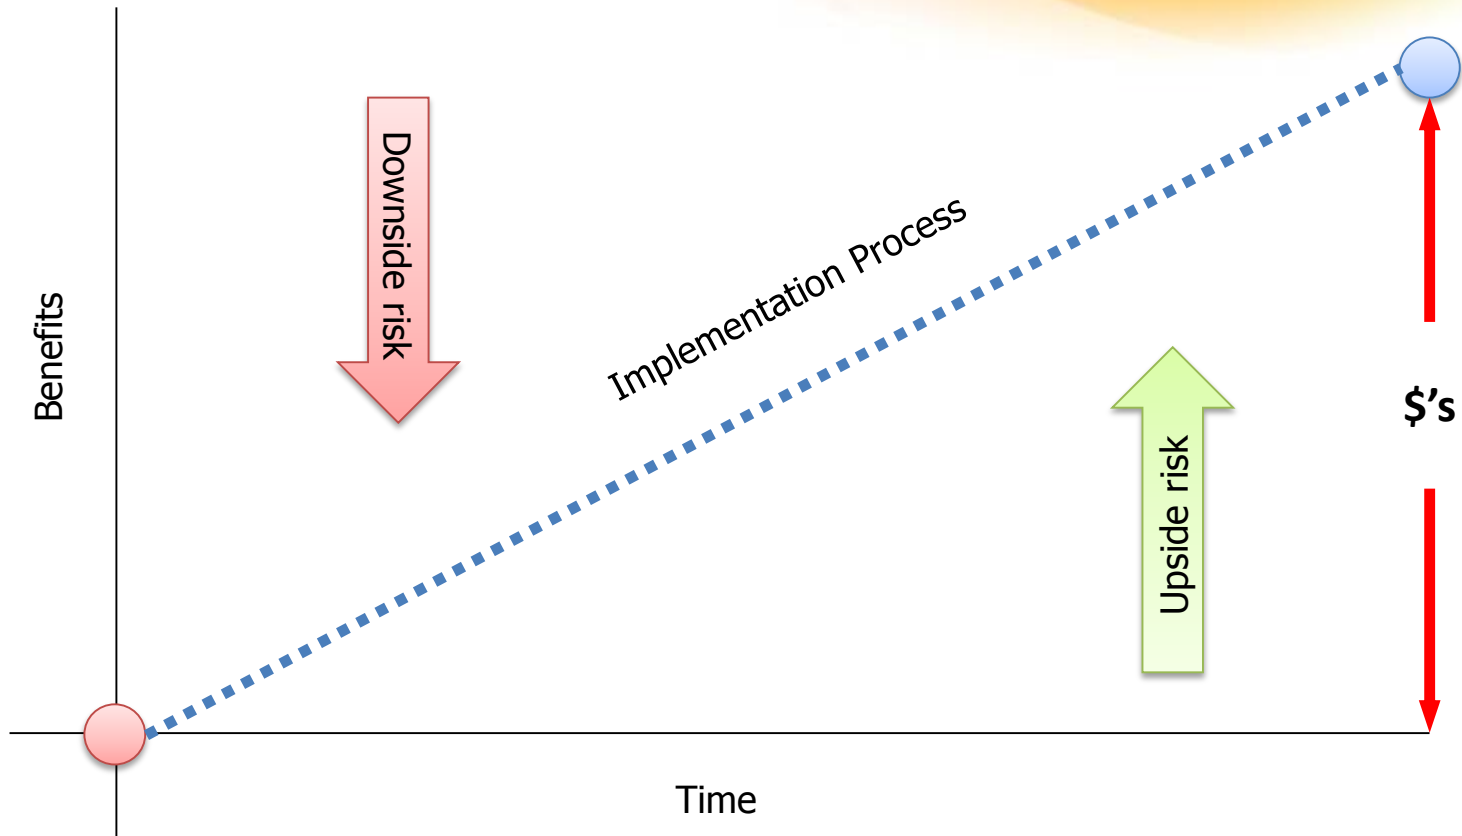 Downside risk
Implementation Process
Benefits
$’s
Upside risk
Time